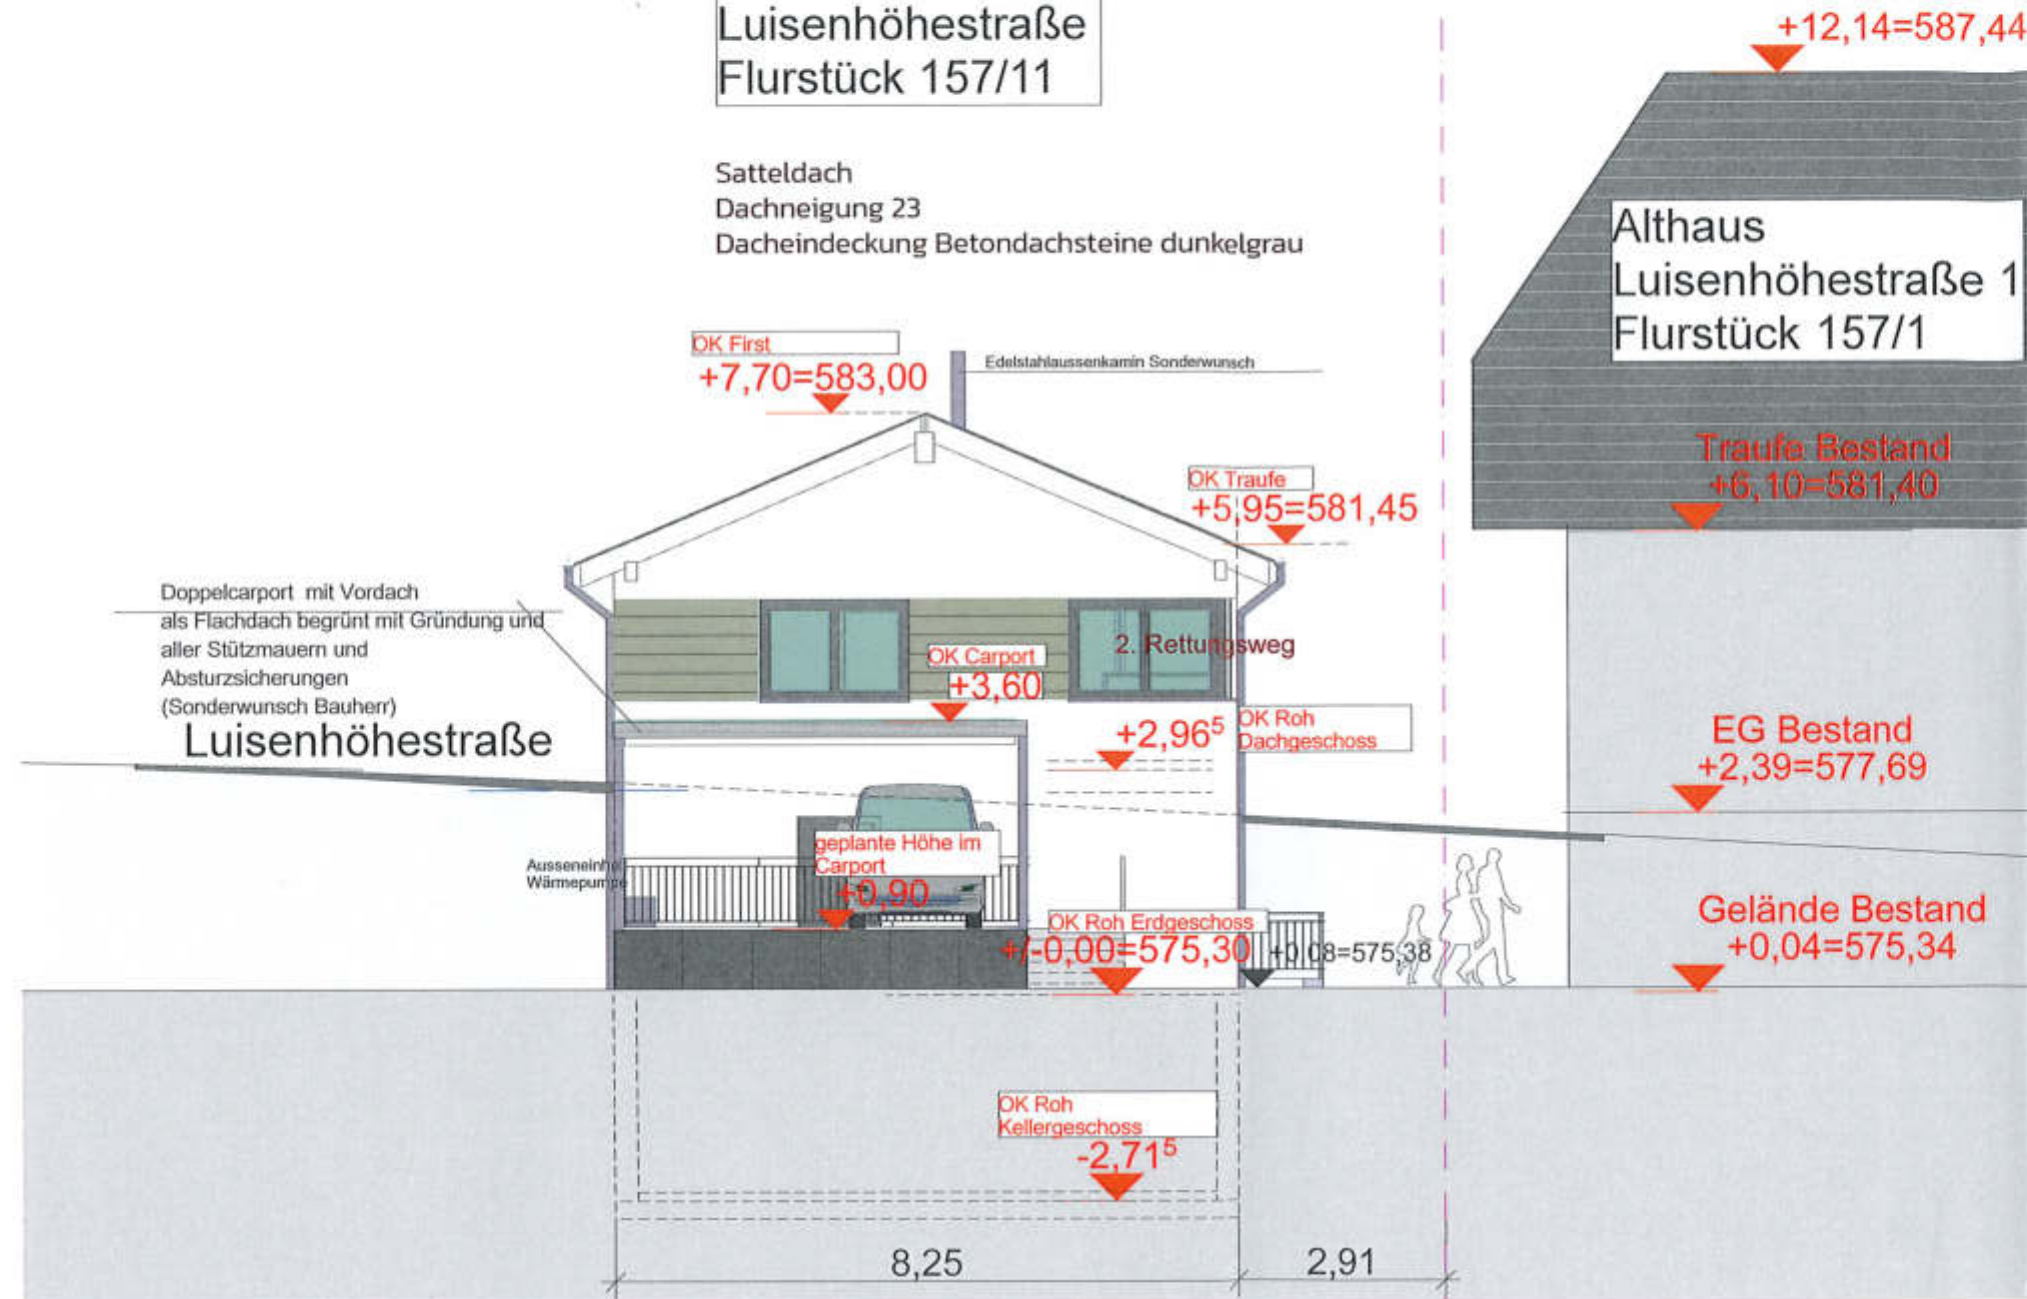 Luisenhöhestraße
Flurstück 157/11
+12,14=587,44
Satteldach
Dachneigung 23
Dacheindeckung Betondachsteine dunkelgrau
Althaus
Luisenhöhestraße 1
Flurstück 157/1
OK First
+7,70=583,00
Edelstahlaussenkamin Sonderwunsch
Traufe Bestand
+6,10=581,40
OK Traufe
+5,95=581,45
Doppelcarport mit Vordach
als Flachdach begrünt mit Gründung und
aller Stützmauern und
Absturzsicherungen
(Sonderwunsch Bauherr)
Luisenhöhestraße
2. Rettungsweg
OK Carport
+3,60
+2,96⁵
OK Roh
Dachgeschoss
EG Bestand
+2,39=577,69
geplante Höhe im
Carport
+0,90
Ausseneinhe
Wärmepumpe
OK Roh Erdgeschoss
+/-0,00=575,30
+0,08=575,38
Gelände Bestand
+0,04=575,34
OK Roh
Kellergeschoss
-2,71⁵
8,25
2,91